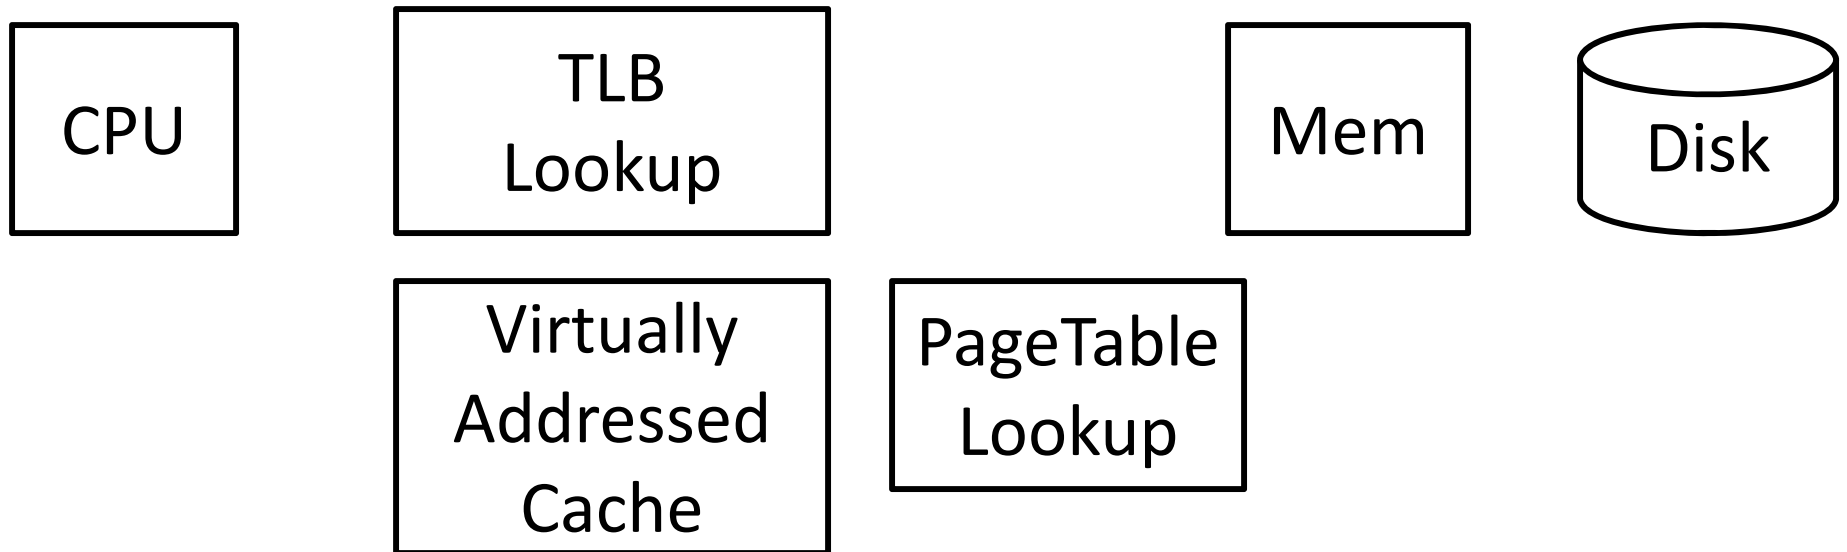 CPU
TLB
Lookup
Mem
Disk
Virtually
Addressed
Cache
PageTable
Lookup